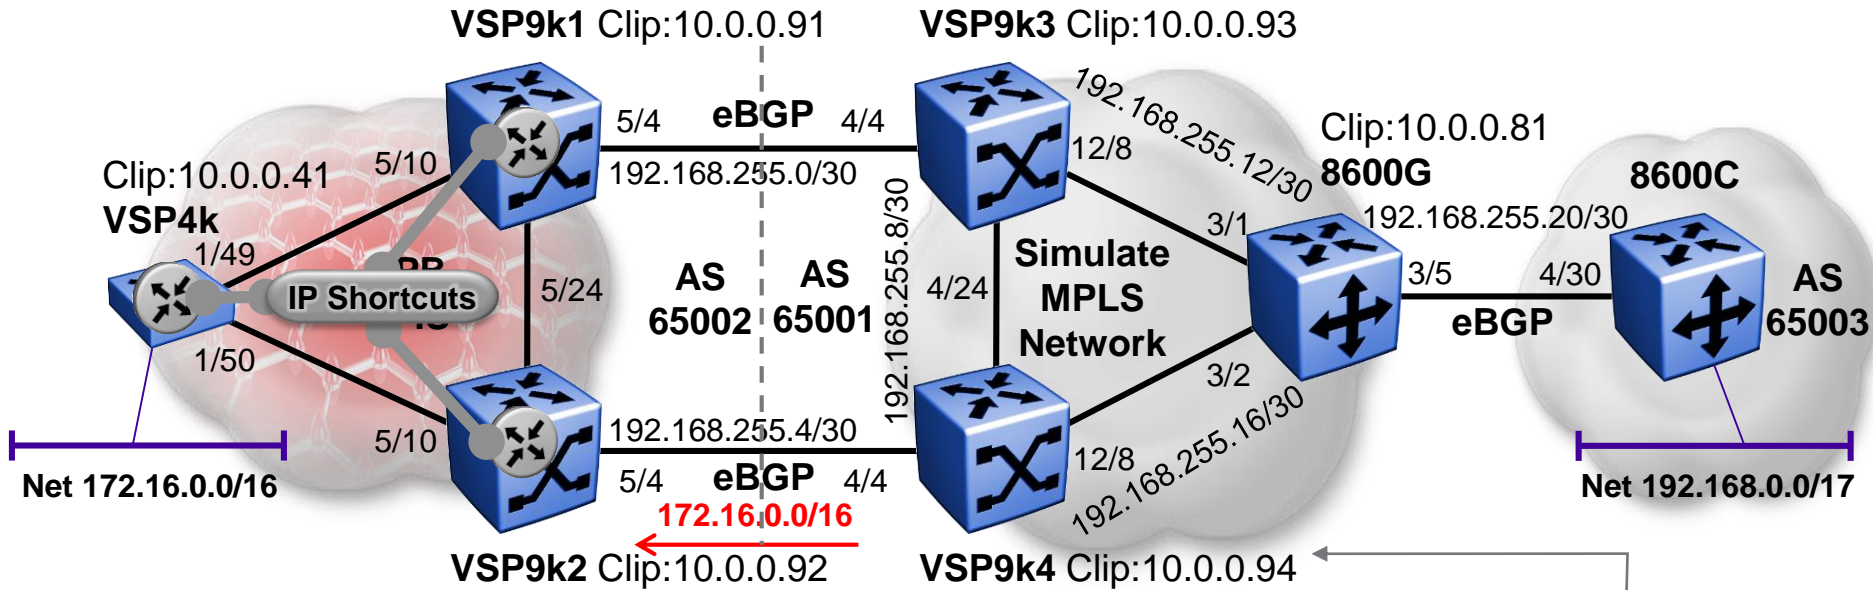 VSP9k1 Clip:10.0.0.91
VSP9k3 Clip:10.0.0.93
5/4
eBGP
4/4
192.168.255.0/30
192.168.255.12/30
12/8
Clip:10.0.0.81
8600G
8600C
Clip:10.0.0.41
VSP4k
5/10
1/49
192.168.255.8/30
3/1
192.168.255.20/30
IP Shortcuts
5/24
AS
65002
AS
65001
4/24
Simulate
MPLS
Network
3/5
4/30
eBGP
AS
65003
1/50
3/2
5/10
192.168.255.4/30
12/8
192.168.255.16/30
5/4
eBGP
4/4
172.16.0.0/16
Net 172.16.0.0/16
Net 192.168.0.0/17
VSP9k2 Clip:10.0.0.92
VSP9k4 Clip:10.0.0.94